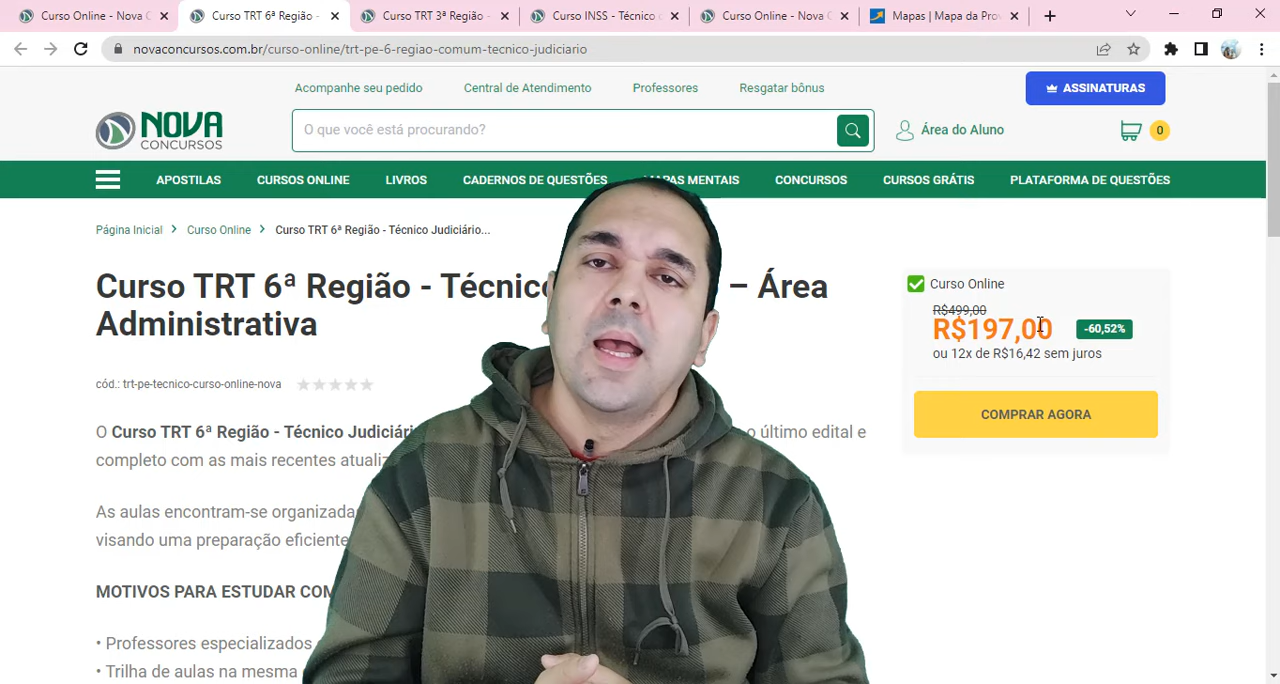 Curso Online - Nova C
Curso TRT 6ª Região -
Curso TRT 3ª Região -
Curso INSS - Técnico
Curso Online - Nova C
Mapas | Mapa da Prov
novaconcursos.com.br/curso-online/trt-pe-6-regiao-comum-tecnico-judiciario
Acompanhe seu pedido
Central de Atendimento
Professores
Resgatar bônus
ASSINATURAS
NOVA
CONCURSOS
O que você está procurando?
Área do Aluno
0
APOSTILAS
CURSOS ONLINE
LIVROS
CADERNOS DE QUESTÕES
MAPAS MENTAIS
CONCURSOS
CURSOS GRÁTIS
PLATAFORMA DE QUESTÕES
Página Inicial > Curso Online > Curso TRT 6ª Região - Técnico Judiciário...
Curso TRT 6ª Região - Técnic – Área
Administrativa
Curso Online
R$499,00
R$197,00 -60,52%
ou 12x de R$16,42 sem juros
COMPRAR AGORA
cód.: trt-pe-tecnico-curso-online-nova
O Curso TRT 6ª Região - Técnico Judiciári o último edital e
completo com as mais recentes atualiz
As aulas encontram-se organizada
visando uma preparação eficiente
MOTIVOS PARA ESTUDAR COM
• Professores especializados
• Trilha de aulas na mesma